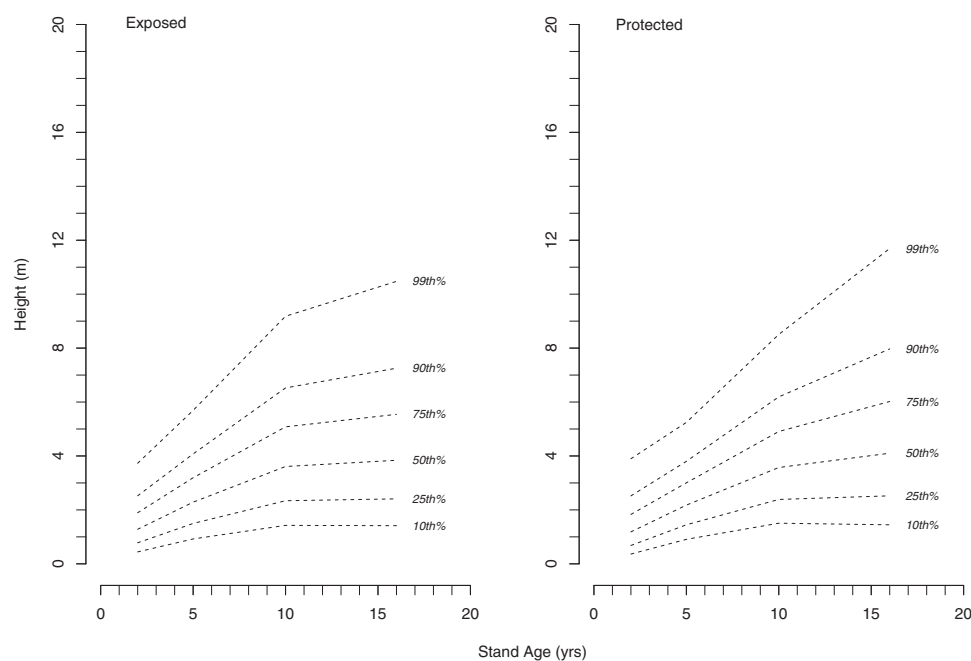 Exposed
Protected
20
16
12
8
4
0
Height (m)
99th%
90th%
75th%
50th%
25th%
10th%
0 5 10 15 20
20
16
12
8
4
0
99th%
90th%
75th%
50th%
25th%
10th%
0 5 10 15 20
Stand Age (yrs)